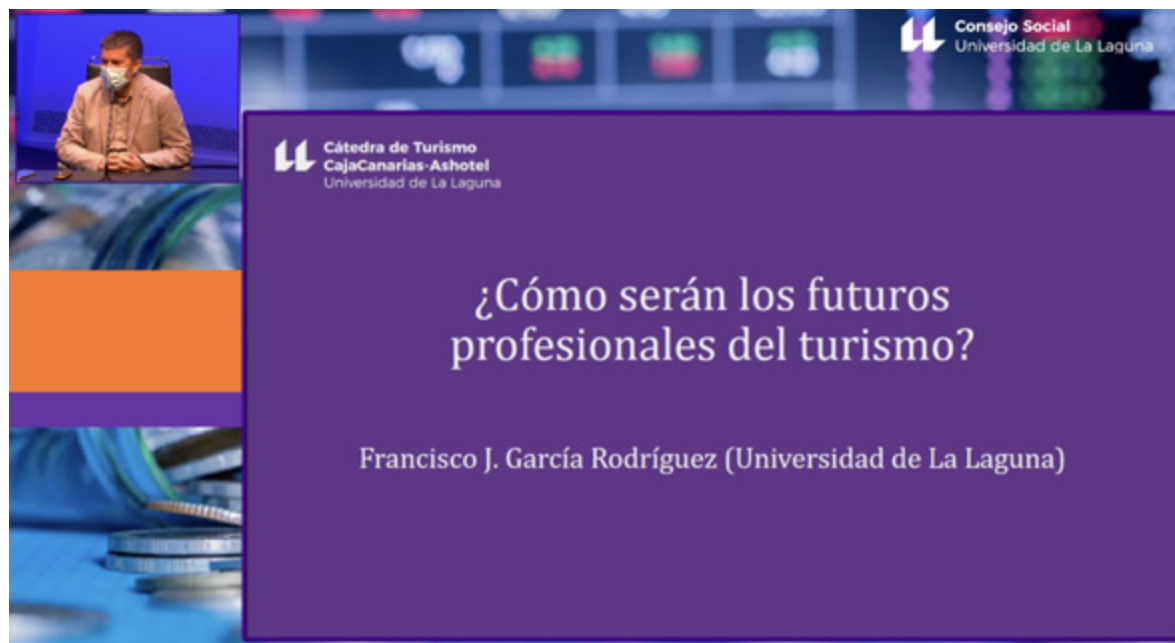 Consejo Social
Universidad de La Laguna
Cátedra de Turismo
CajaCanarias-Ashotel
Universidad de La Laguna
¿Cómo serán los futuros
profesionales del turismo?
Francisco J. García Rodríguez (Universidad de La Laguna)